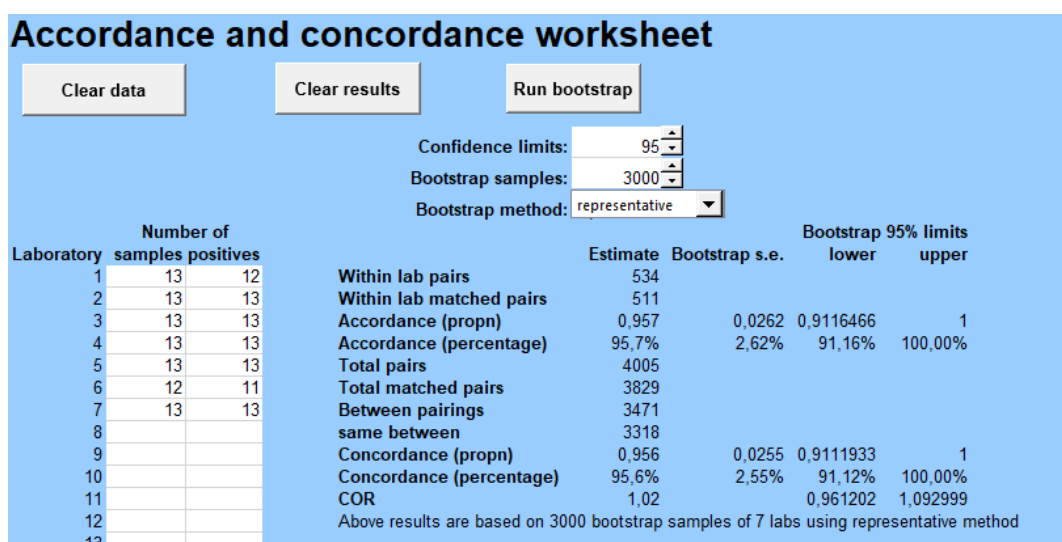 Accordance and concordance worksheet
Clear data Clear results Run bootstrap
Confidence limits: 95
Bootstrap samples: 3000
Bootstrap method: representative
Number of Bootstrap 95% limits
Laboratory samples positives Estimate Bootstrap s.e. lower upper
1 13 12 Within lab pairs 534
2 13 13 Within lab matched pairs 511
3 13 13 Accordance (propn) 0,957 0,0262 0,9116466 1
4 13 13 Accordance (percentage) 95,7% 2,62% 91,16% 100,00%
5 13 13 Total pairs 4005
6 12 11 Total matched pairs 3829
7 13 13 Between pairings 3471
8 same between 3318
9 Concordance (propn) 0,956 0,0255 0,9111933 1
10 Concordance (percentage) 95,6% 2,55% 91,12% 100,00%
11 COR 1,02 0,961202 1,092999
12 Above results are based on 3000 bootstrap samples of 7 labs using representative method